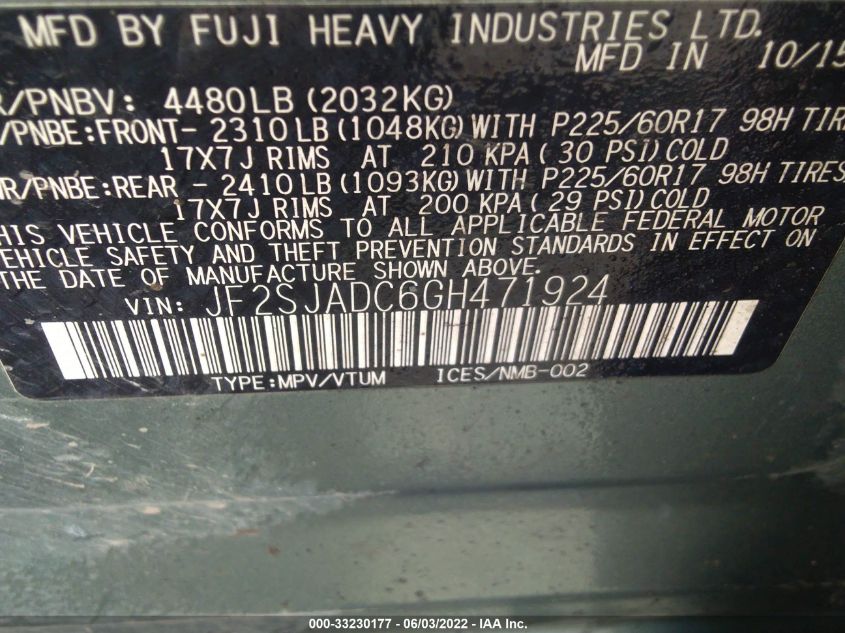 MFD BY FUJI HEAVY INDUSTRIES LTD.
MFD IN 10/15
R/PNBV: 4480LB (2032KG)
/PNBE:FRONT- 2310LB(1048KG)WITH P225/60R17 98H TIRE
17X7J RIMS AT 210 KPA(30 PSI)COLD
R/PNBE:REAR - 2410LB(1093KG)WITH P225/60R17 98H TIRES
17X7J RIMS AT 200 KPA(29 PSI)COLD
HIS VEHICLE CONFORMS TO ALL APPLICABLE FEDERAL MOTOR
EHICLE SAFETY AND THEFT PREVENTION STANDARDS IN EFFECT ON
THE DATE OF MANUFACTURE SHOWN ABOVE.
VIN: JF2SJADC6GH471924
TYPE:MPV/VTUM ICES/NMB-002
000-33230177 - 06/03/2022 - IAA Inc.